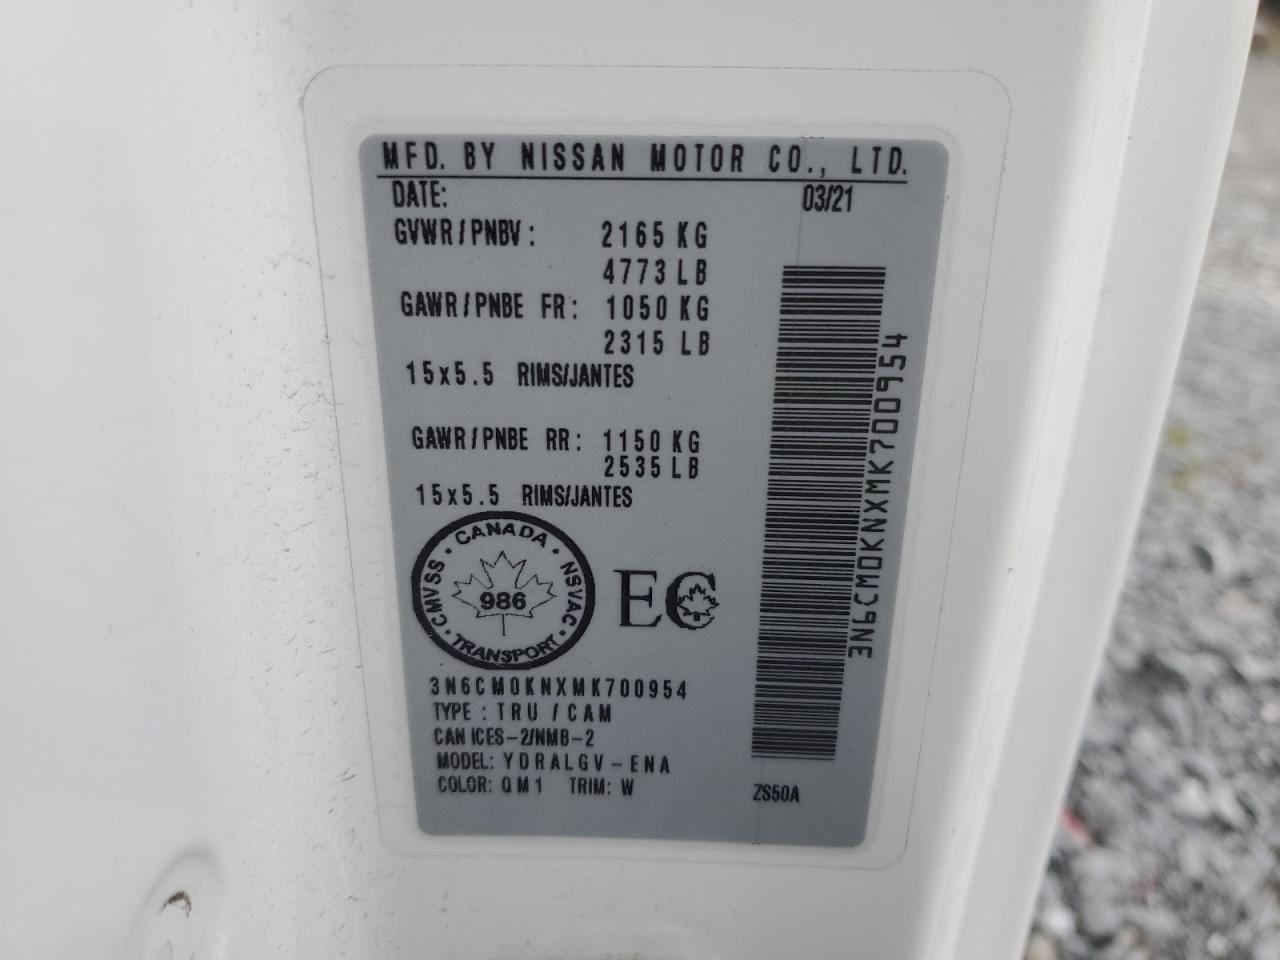 MFD. BY NISSAN MOTOR CO., LTD.
DATE: 03/21
GVWR/PNBV: 2165 KG
4773 LB
GAWR/PNBE FR: 1050 KG
2315 LB
15x5.5 RIMS/JANTES
GAWR/PNBE RR: 1150 KG
2535 LB
15x5.5 RIMS/JANTES
CANADA · NSVAC · TRANSPORT · CMVSS ·
986
EC
3N6CM0KNXMK700954
TYPE: TRU/CAM
CAN ICES-2/NMB-2
MODEL: YDRALGV-ENA
COLOR: QM1 TRIM: W
ZS50A
3N6CM0KNXMK700954